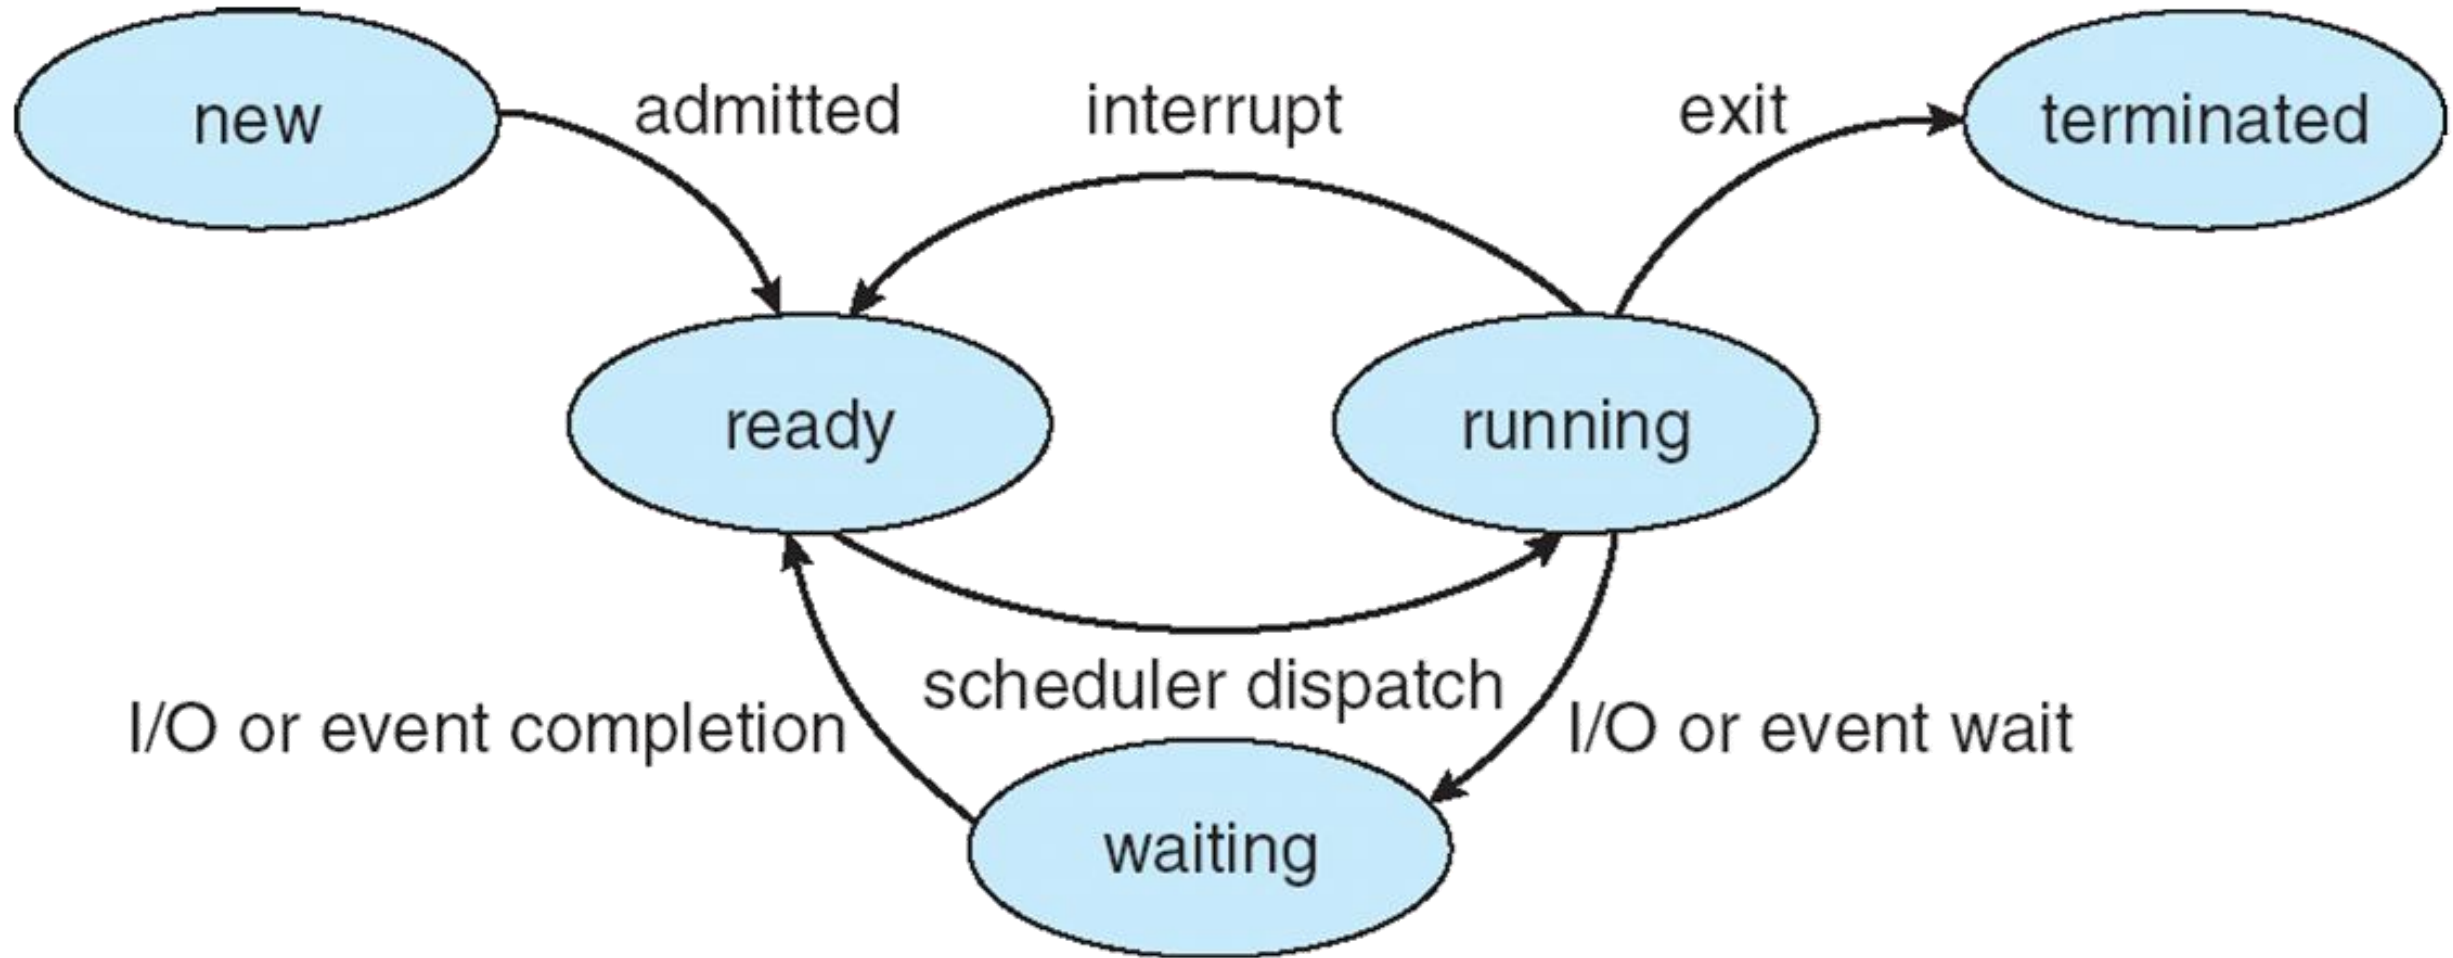 new
admitted
interrupt
exit
terminated
ready
running
scheduler dispatch
I/O or event completion
I/O or event wait
waiting